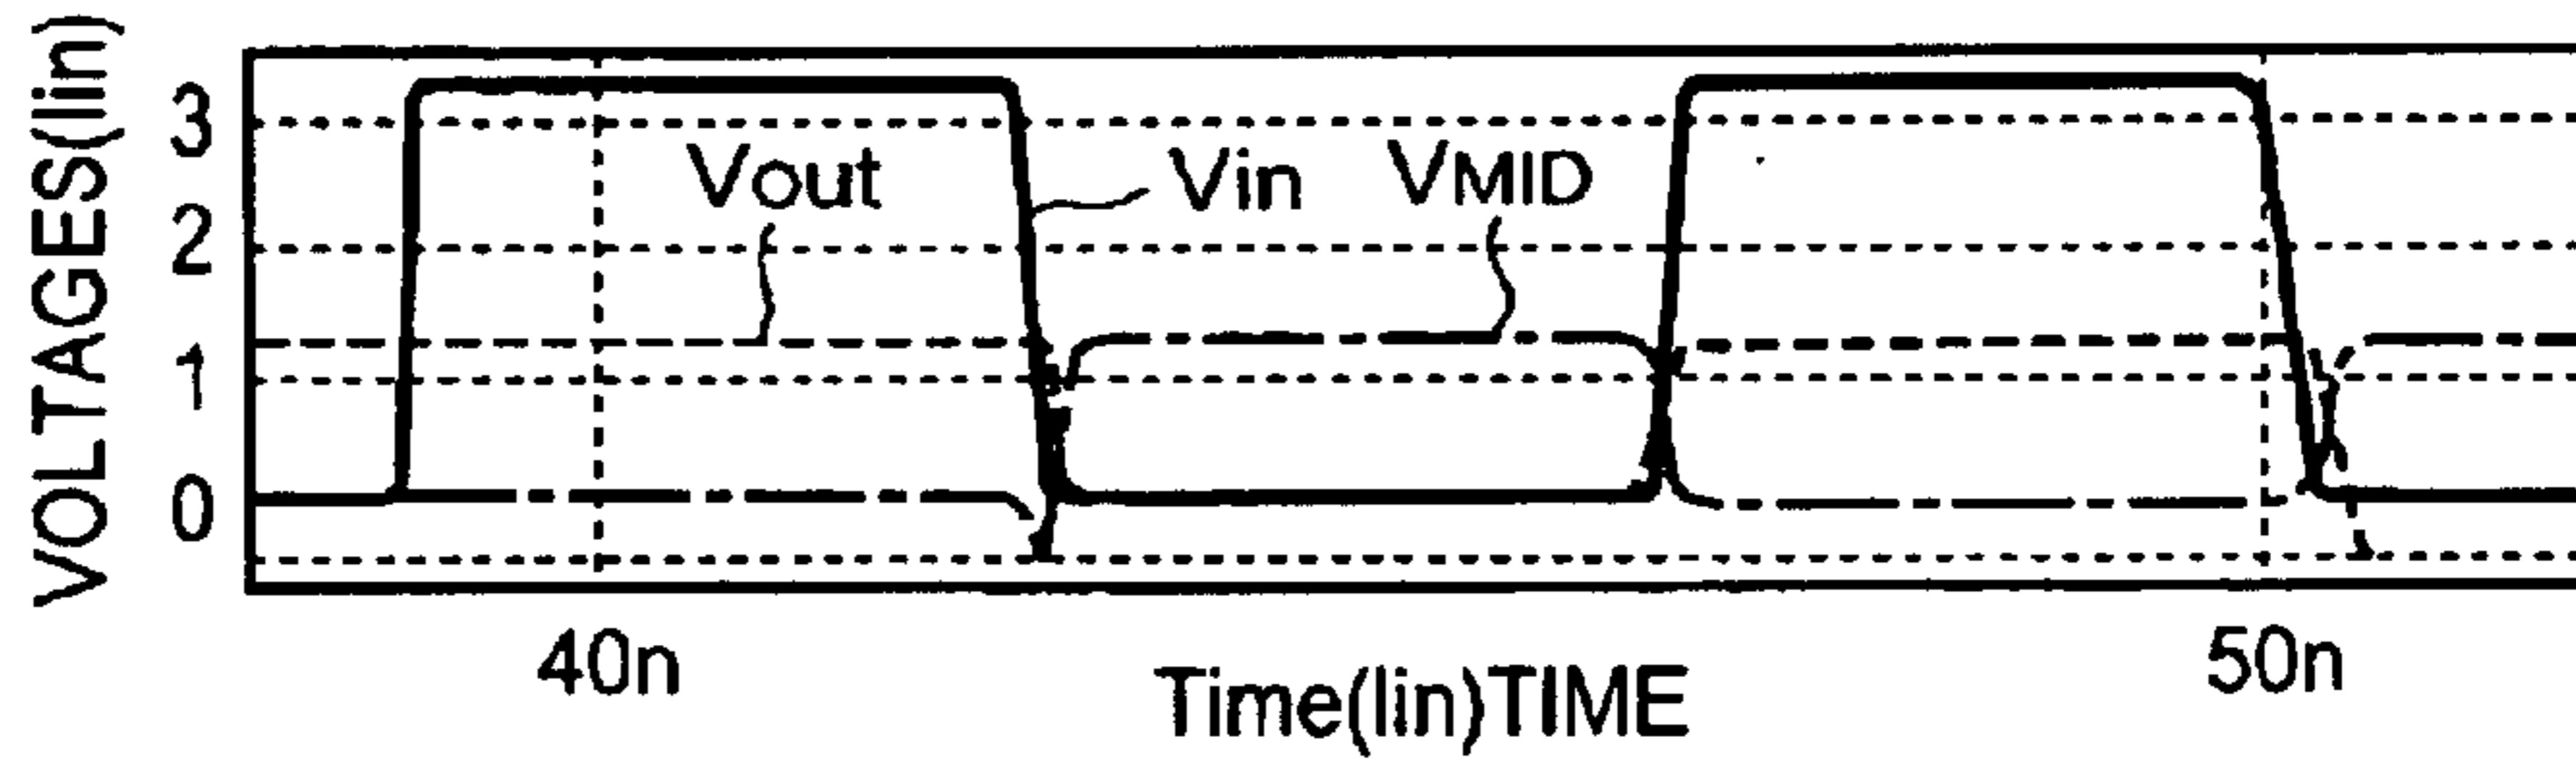 VOLTAGES(lin)
3
2
1
0
Vout
Vin
VMID
40n
50n
Time(lin)TIME